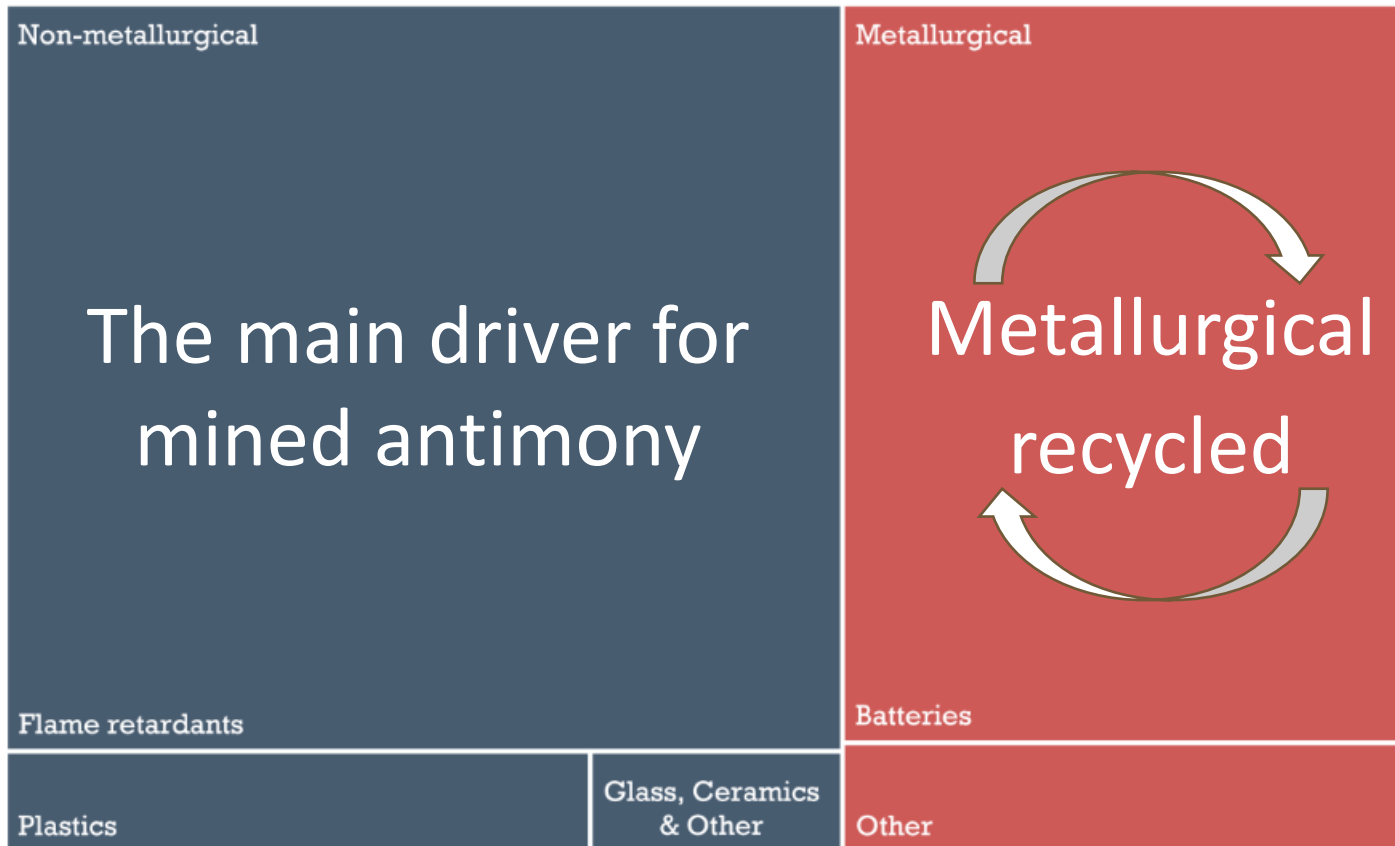 Non-metallurgical
Metallurgical
The main driver for
mined antimony
Metallurgical
recycled
Flame retardants
Batteries
Plastics
Glass, Ceramics
& Other
Other